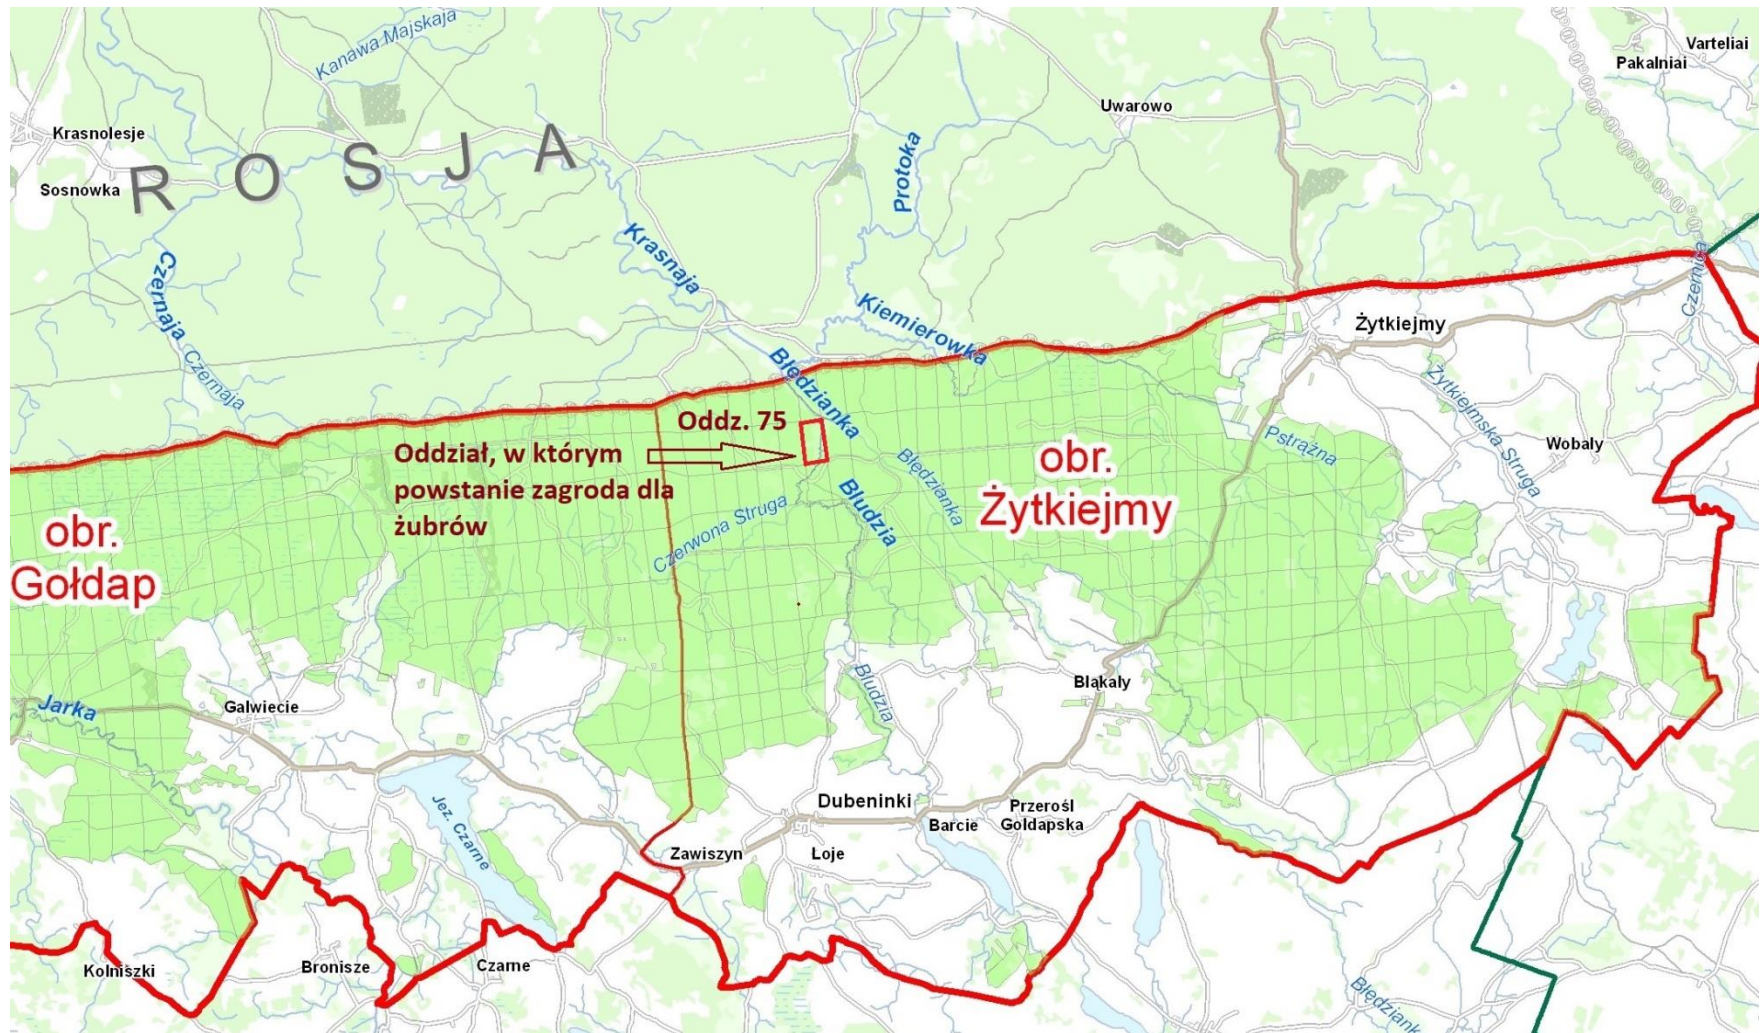 Kanawa Majskaja
Varteliai
Pakalniai
Krasnolesje
Uwarowo
ROSJA
Sosnowka
Protoka
Krasnaja
Czernaja
Czernica
Kiemierowka
Żytkiejmy
Czernaja
Błedzianka
Żytkiejmska Struga
Oddz. 75
Oddział, w którym
powstanie zagroda dla
żubrów
Pstrążna
Wobały
obr.
Żytkiejmy
Błędzianka
Bludzia
Czerwona Struga
obr.
Gołdap
Bludzia
Błąkały
Jarka
Galwiecie
Jez. Czarne
Dubeninki
Przerośl
Gołdapska
Barcie
Zawiszyn
Łoje
Kolniszki
Bronisze
Czarne
Błędzianka